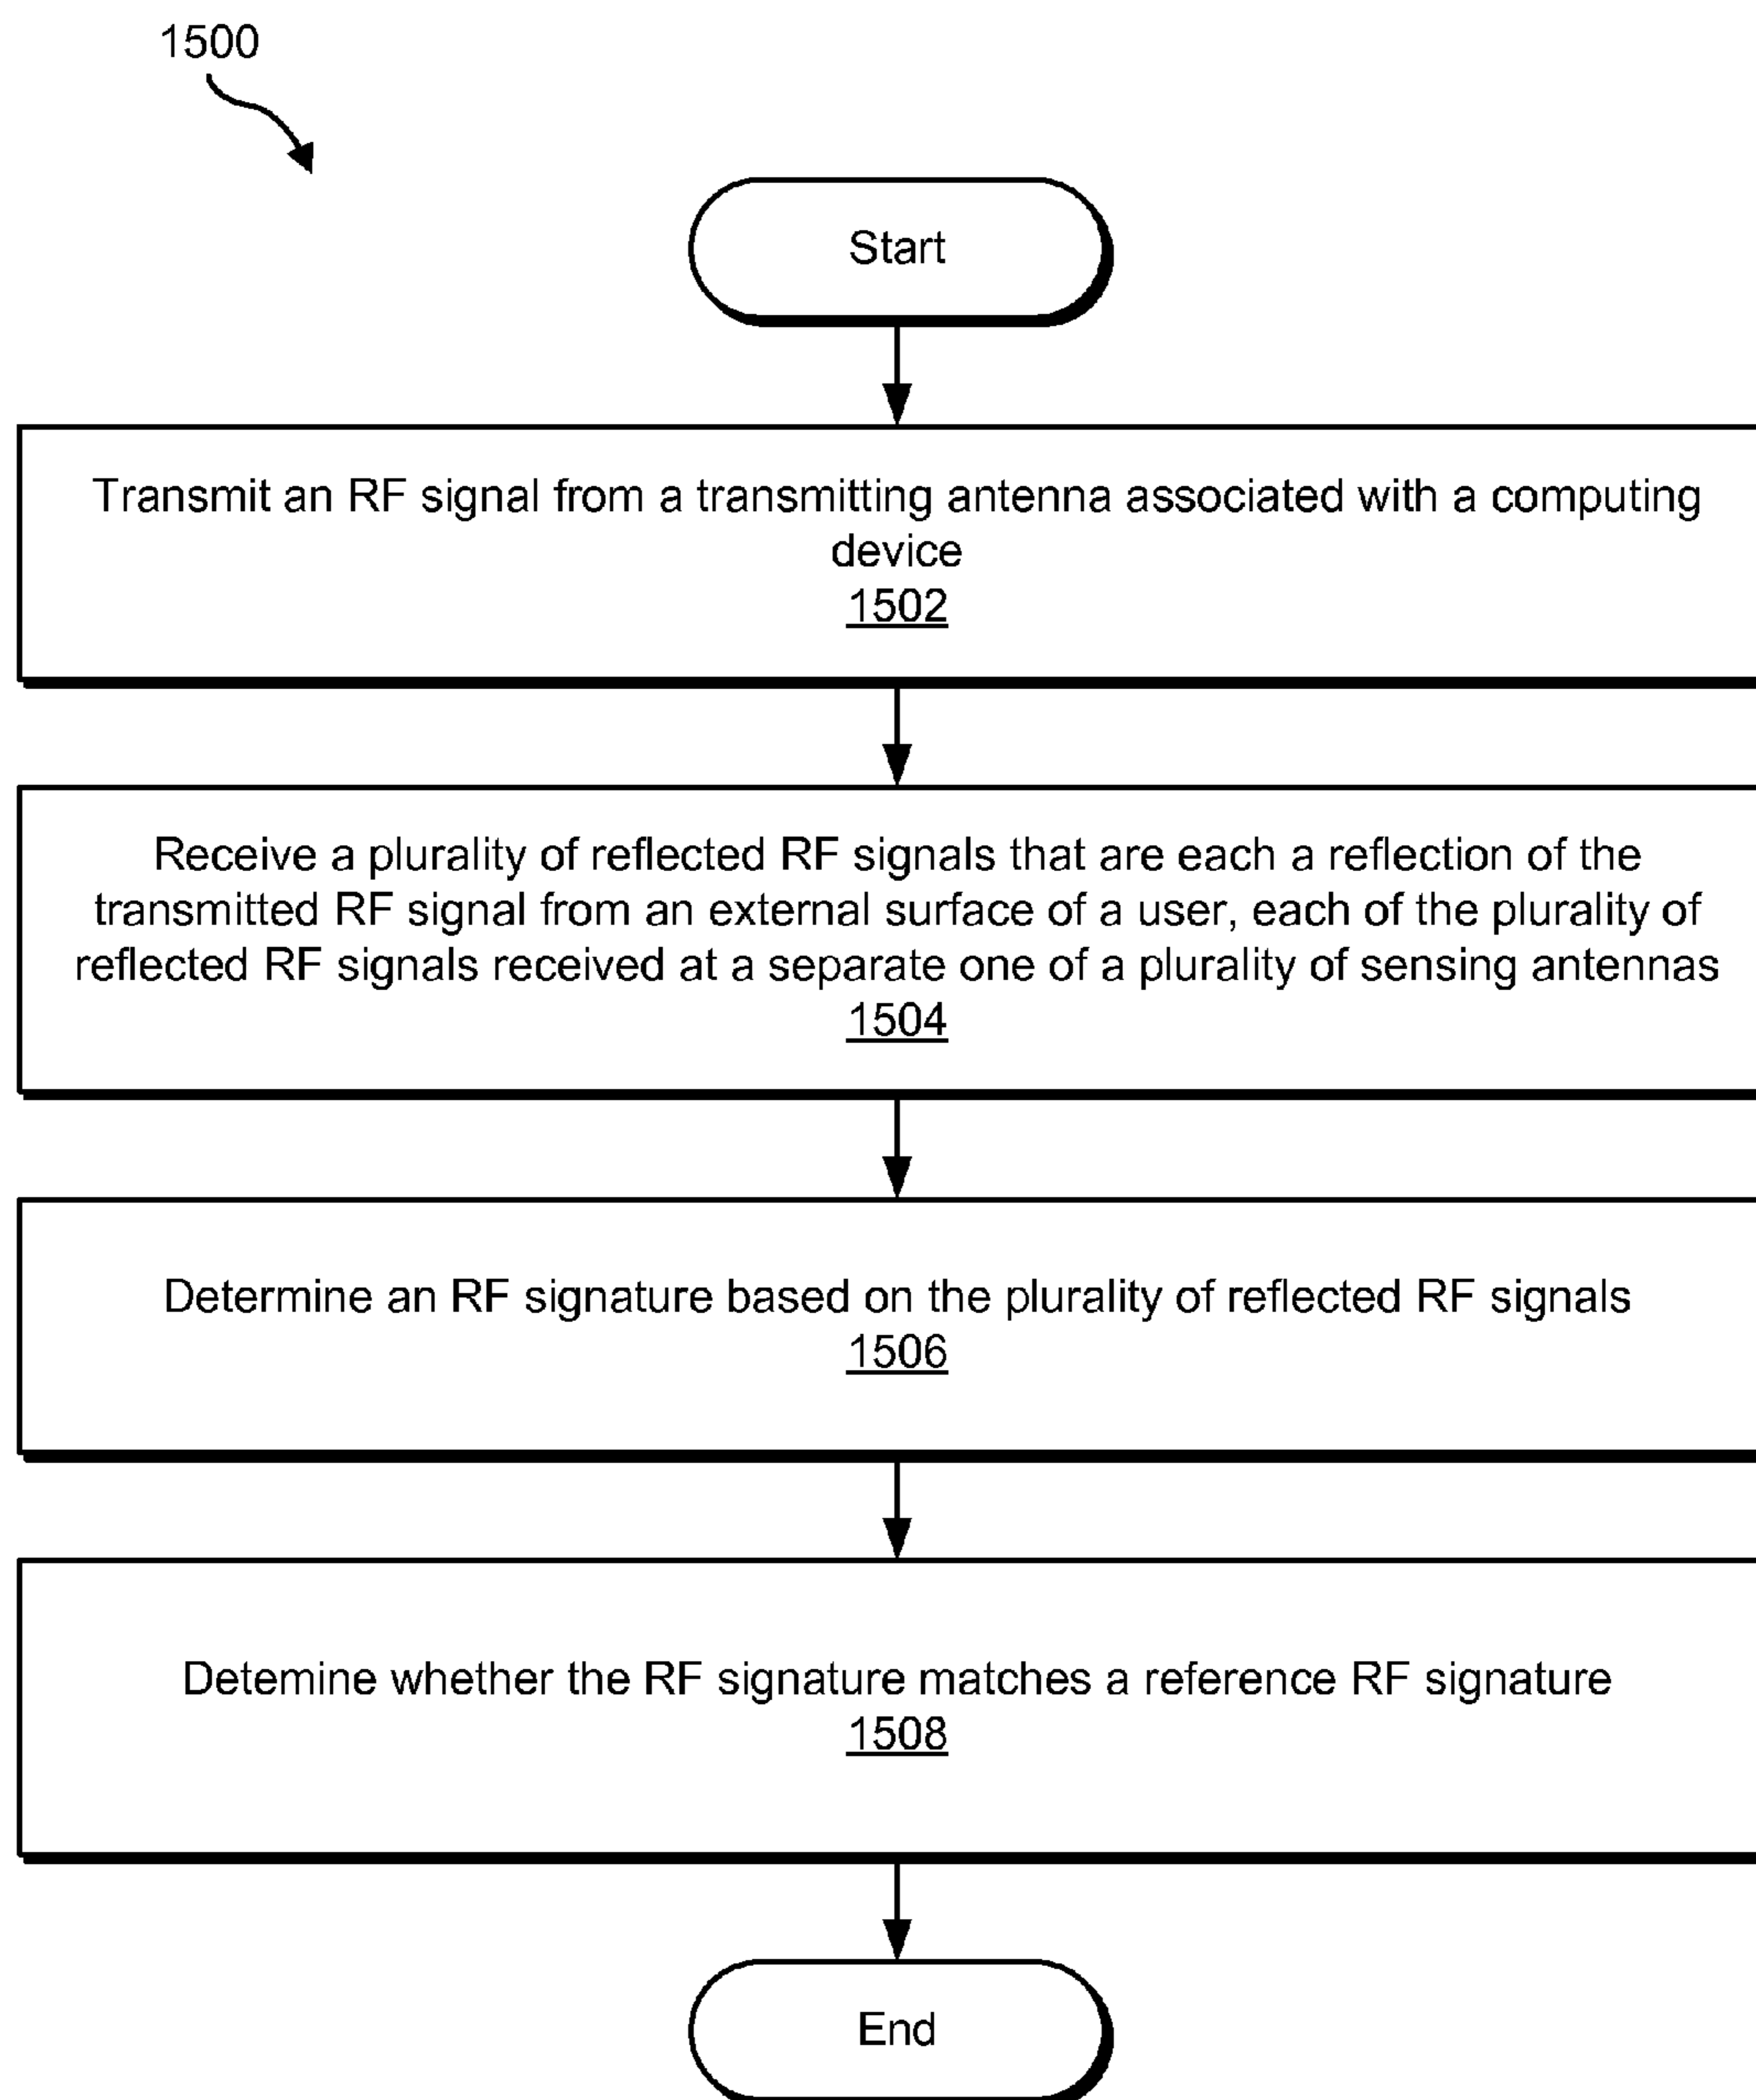 1500
Start
Transmit an RF signal from a transmitting antenna associated with a computing
device
1502
Receive a plurality of reflected RF signals that are each a reflection of the
transmitted RF signal from an external surface of a user, each of the plurality of
reflected RF signals received at a separate one of a plurality of sensing antennas
1504
Determine an RF signature based on the plurality of reflected RF signals
1506
Detemine whether the RF signature matches a reference RF signature
1508
End